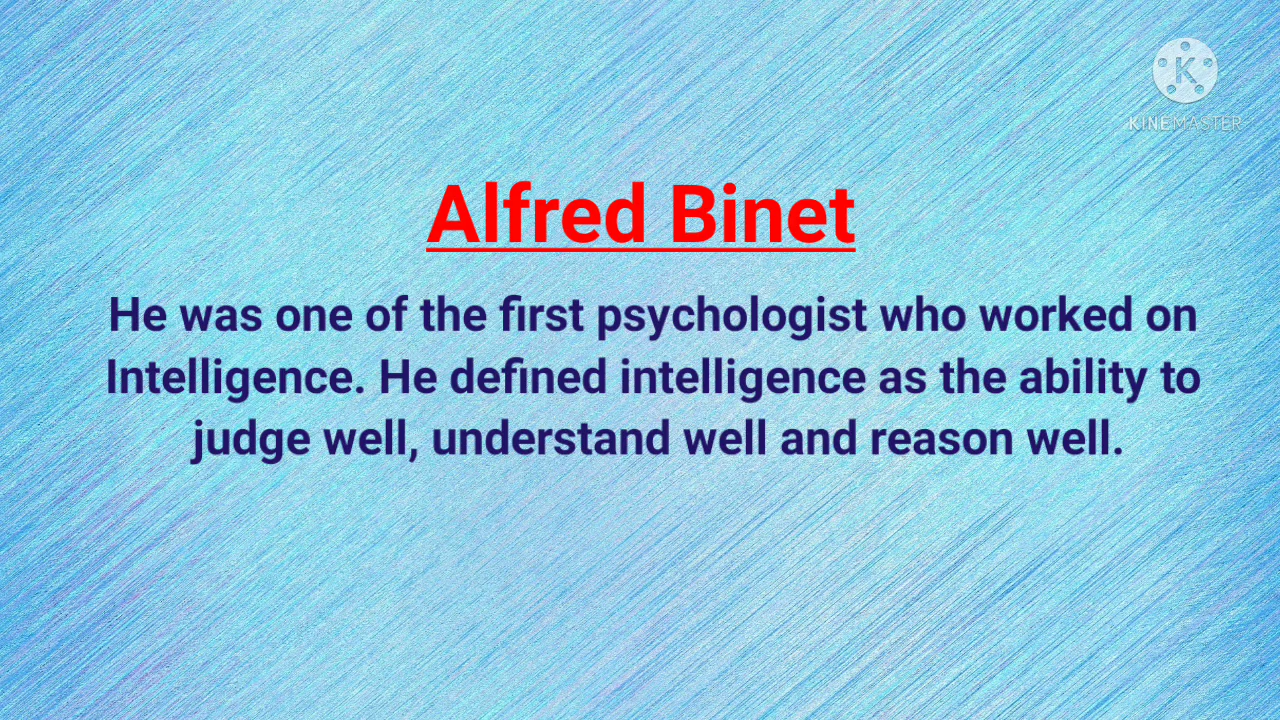 KINEMASTER
Alfred Binet
He was one of the first psychologist who worked on
Intelligence. He defined intelligence as the ability to
judge well, understand well and reason well.